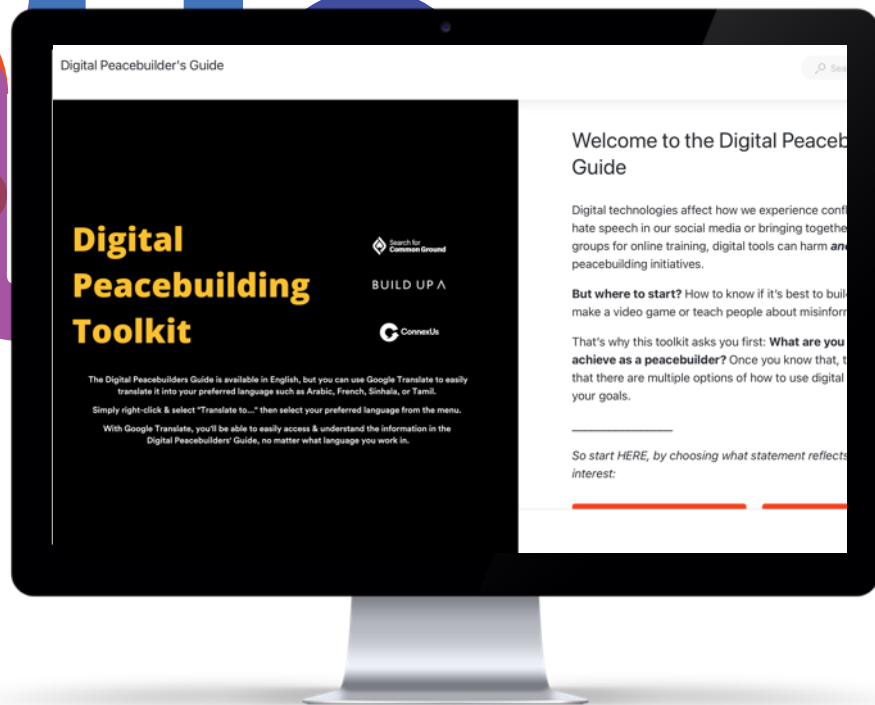 Digital Peacebuilder's Guide
Digital
Peacebuilding
Toolkit
Search for
Common Ground
BUILD UP Λ
ConnexUs
The Digital Peacebuilders Guide is available in English, but you can use Google Translate to easily
translate it into your preferred language such as Arabic, French, Sinhala, or Tamil.
Simply right-click & select "Translate to..." then select your preferred language from the menu.
With Google Translate, you'll be able to easily access & understand the information in the
Digital Peacebuilders' Guide, no matter what language you work in.
Welcome to the Digital Peaceb
Guide
Digital technologies affect how we experience confl
hate speech in our social media or bringing togethe
groups for online training, digital tools can harm
peacebuilding initiatives.
But where to start? How to know if it's best to buil
make a video game or teach people about misinforr
That's why this toolkit asks you first: What are you
achieve as a peacebuilder? Once you know that, t
that there are multiple options of how to use digital
your goals.
So start HERE, by choosing what statement reflects
interest: